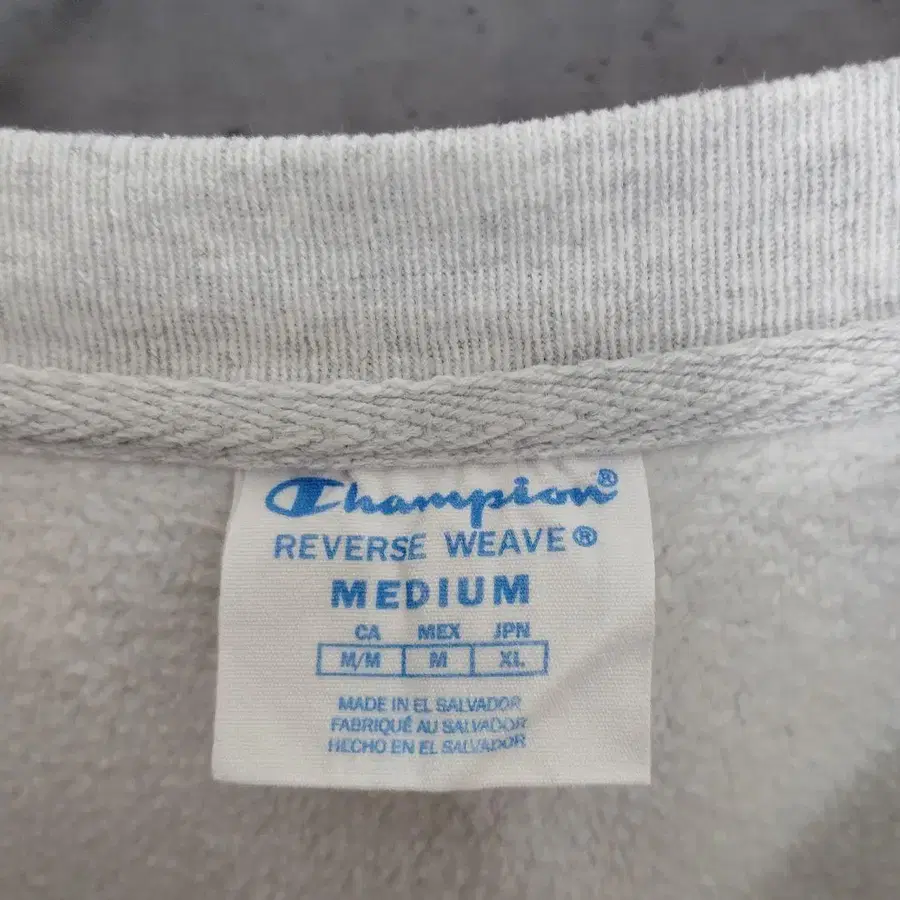 Champion®
REVERSE WEAVE®
MEDIUM
CA MEX JPN
M/M M XL
MADE IN EL SALVADOR
FABRIQUÉ AU SALVADOR
HECHO EN EL SALVADOR